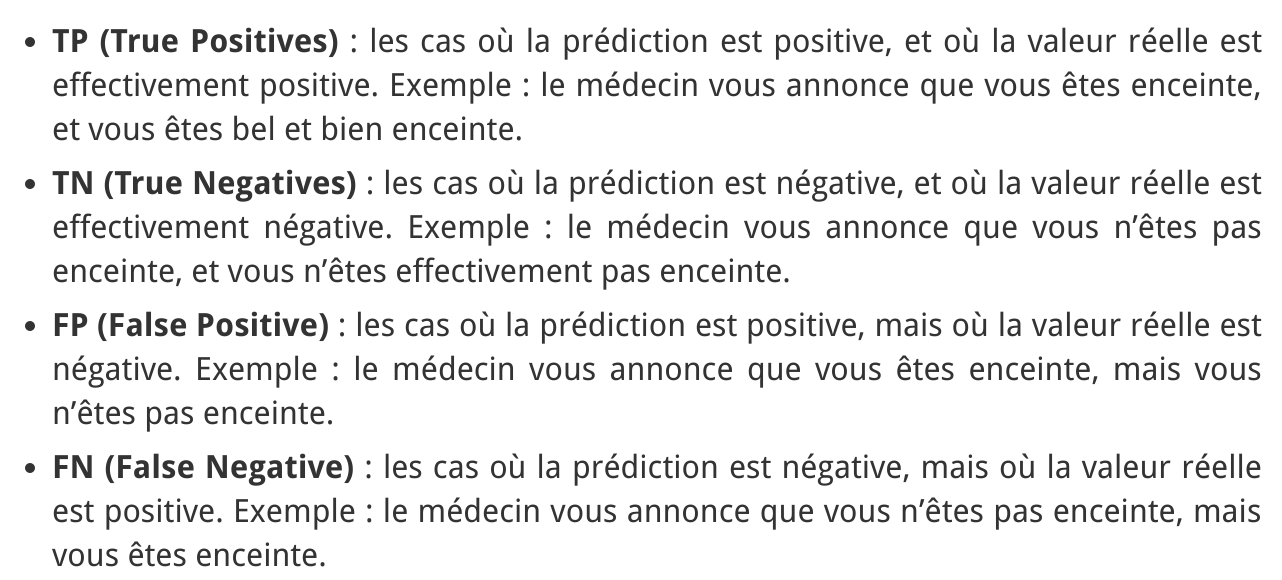 • TP (True Positives) : les cas où la prédiction est positive, et où la valeur réelle est
effectivement positive. Exemple : le médecin vous annonce que vous êtes enceinte,
et vous êtes bel et bien enceinte.
• TN (True Negatives) : les cas où la prédiction est négative, et où la valeur réelle est
effectivement négative. Exemple : le médecin vous annonce que vous n’êtes pas
enceinte, et vous n’êtes effectivement pas enceinte.
• FP (False Positive) : les cas où la prédiction est positive, mais où la valeur réelle est
négative. Exemple : le médecin vous annonce que vous êtes enceinte, mais vous
n’êtes pas enceinte.
• FN (False Negative) : les cas où la prédiction est négative, mais où la valeur réelle
est positive. Exemple : le médecin vous annonce que vous n’êtes pas enceinte, mais
vous êtes enceinte.